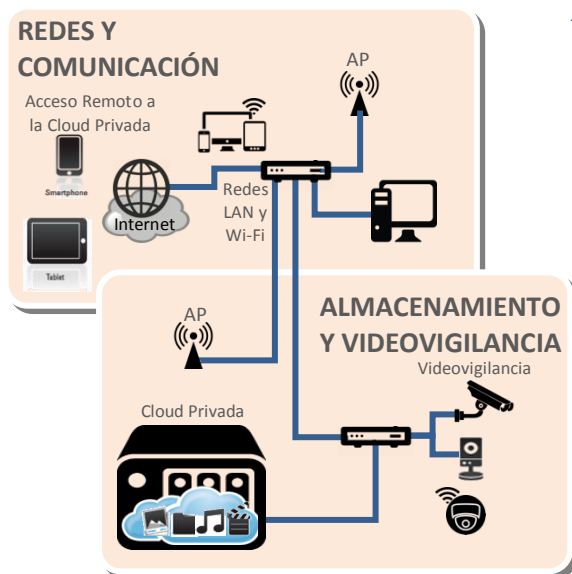 REDES Y
COMUNICACIÓN
Acceso Remoto a
la Cloud Privada
Smartphone
Tablet
Internet
AP
Redes
LAN y
Wi-Fi
ALMACENAMIENTO
Y VIDEOVIGILANCIA
Videovigilancia
AP
Cloud Privada